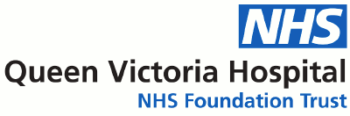 NHS
Queen Victoria Hospital
NHS Foundation Trust